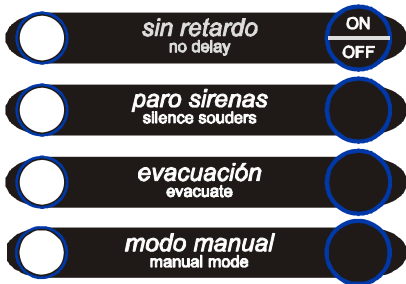 sin retardo
no delay
ON
OFF
paro sirenas
silence souders
evacuación
evacuate
modo manual
manual mode